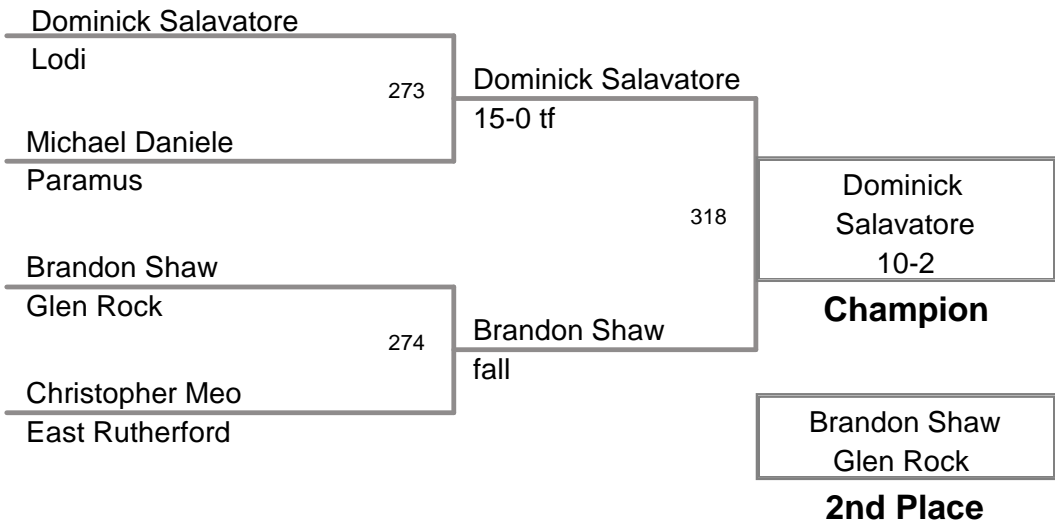 Dominick Salavatore
Lodi
273
Dominick Salavatore
15-0 tf
Michael Daniele
Paramus
318
Dominick
Salavatore
10-2
Champion
Brandon Shaw
Glen Rock
274
Brandon Shaw
fall
Christopher Meo
East Rutherford
Brandon Shaw
Glen Rock
2nd Place